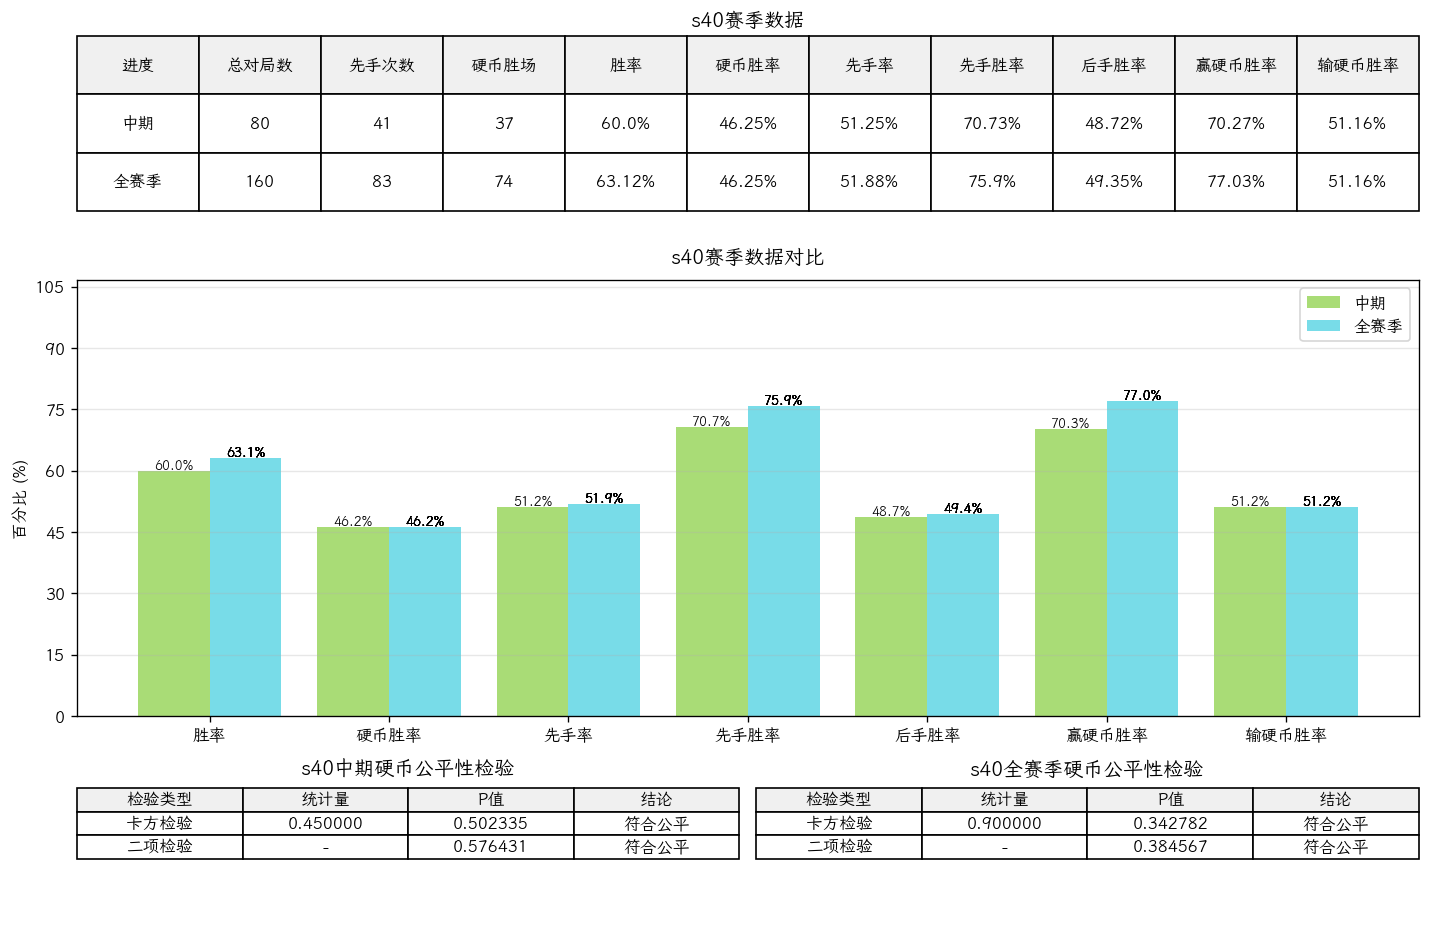 s40赛季数据
进度 总对局数 先手次数 硬币胜场 胜率 硬币胜率 先手率 先手胜率 后手胜率 赢硬币胜率 输硬币胜率
中期 80 41 37 60.0% 46.25% 51.25% 70.73% 48.72% 70.27% 51.16%
全赛季 160 83 74 63.12% 46.25% 51.88% 75.9% 49.35% 77.03% 51.16%
s40赛季数据对比
105
90
75
60
45
30
15
0
百分比 (%)
中期
全赛季
60.0% 63.1% 46.2% 46.2% 51.2% 51.9% 70.7% 75.9% 48.7% 49.4% 70.3% 77.0% 51.2% 51.2%
胜率 硬币胜率 先手率 先手胜率 后手胜率 赢硬币胜率 输硬币胜率
s40中期硬币公平性检验
检验类型 统计量 P值 结论
卡方检验 0.450000 0.502335 符合公平
二项检验 - 0.576431 符合公平
s40全赛季硬币公平性检验
检验类型 统计量 P值 结论
卡方检验 0.900000 0.342782 符合公平
二项检验 - 0.384567 符合公平